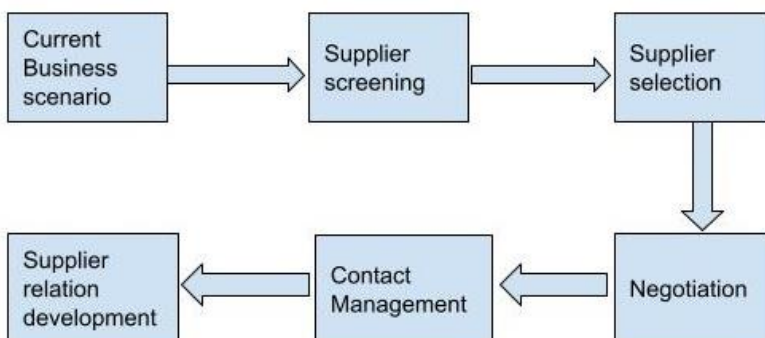 Current
Business
scenario
Supplier
screening
Supplier
selection
Negotiation
Contact
Management
Supplier
relation
development